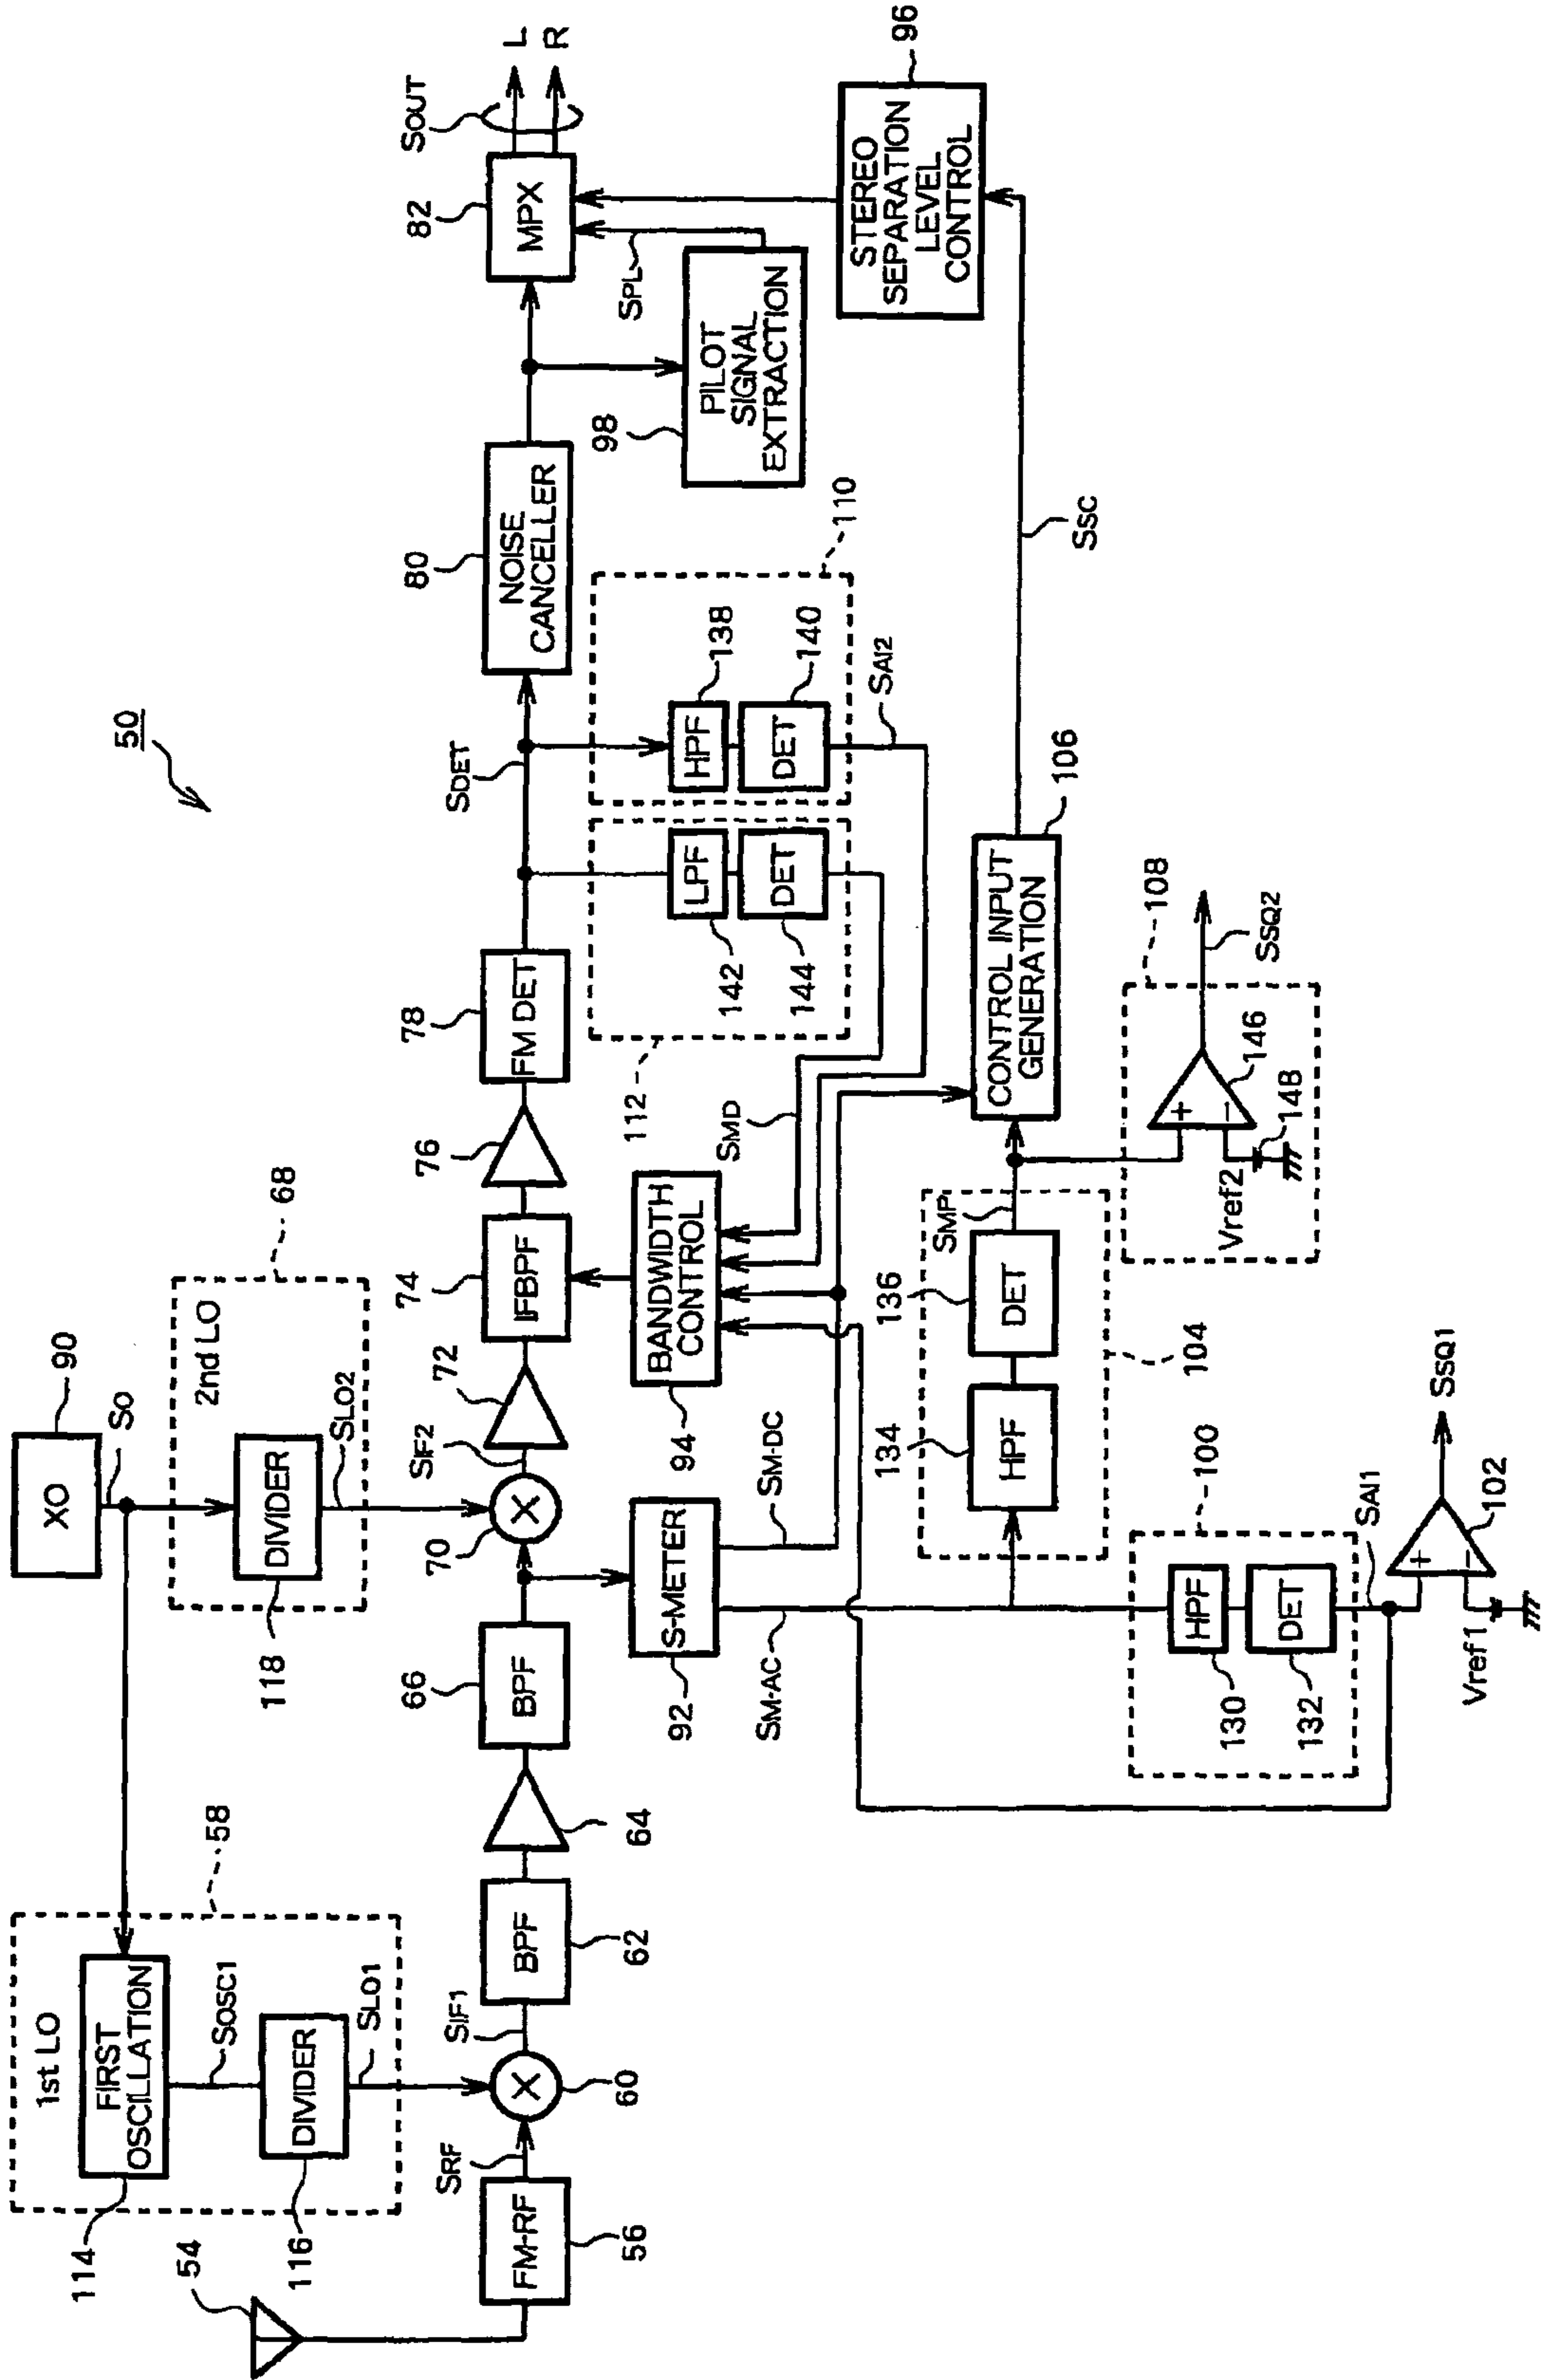 50
54
FM-RF
56
SRF
60
1st LO
58
FIRST
OSCILLATION
114
SOSC1
DIVIDER
116
SLO1
SIF1
BPF
62
64
BPF
66
XO
90
SO
2nd LO
68
DIVIDER
118
SLO2
70
SIF2
72
IFBPF
74
76
FM DET
78
SDET
NOISE
CANCELLER
80
MPX
82
SOUT
L
R
PILOT
SIGNAL
EXTRACTION
98
SPL
STEREO
SEPARATION
LEVEL
CONTROL
96
S-METER
92
SM-AC
SM-DC
BANDWIDTH
CONTROL
94
SMD
112
LPF
142
DET
144
110
HPF
138
DET
140
SAI2
HPF
134
DET
136
104
SMP
CONTROL INPUT
GENERATION
106
SSC
108
+
−
146
148
Vref2
SSQ2
100
HPF
130
DET
132
SAI1
+
−
102
Vref1
SSQ1